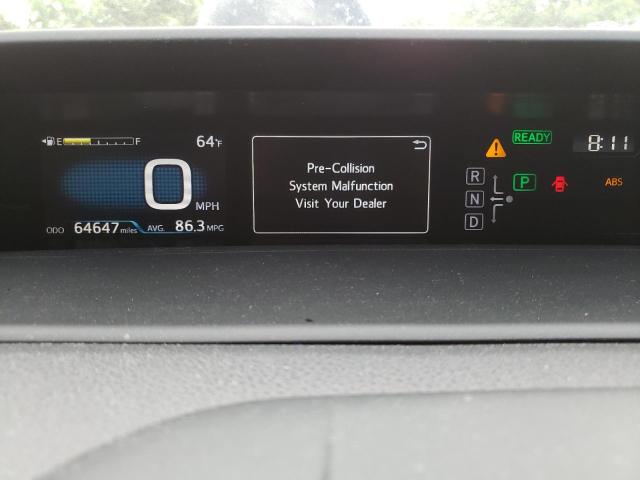 E F 64°F
0 MPH
ODO 64647 miles AVG. 86.3 MPG
Pre-Collision
System Malfunction
Visit Your Dealer
READY
8:11
R
N
D
P
ABS